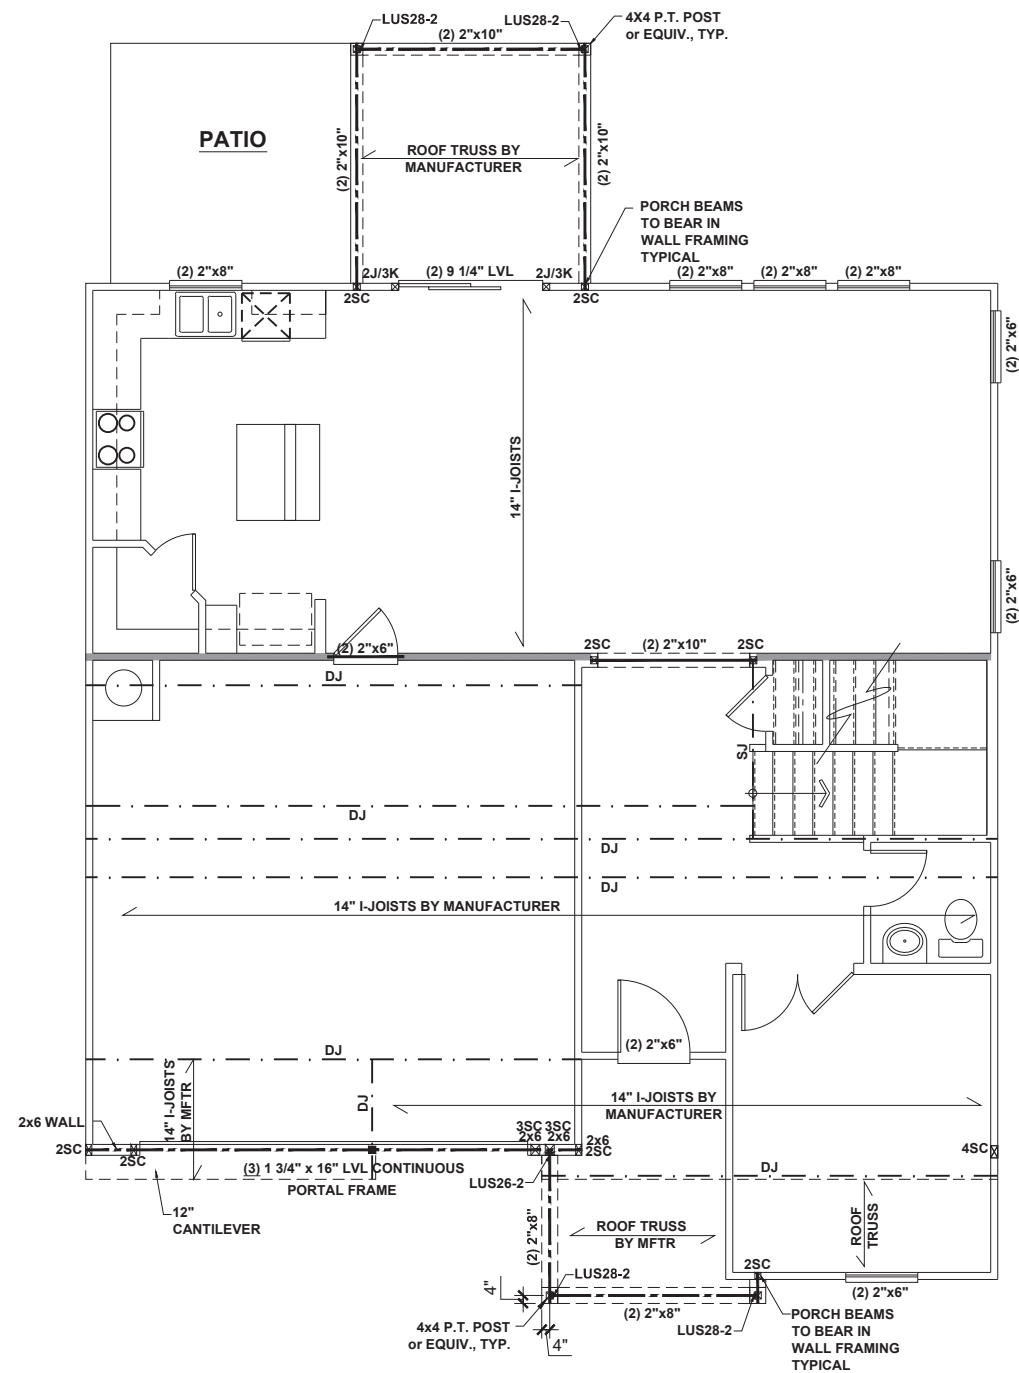 LUS28-2
LUS28-2
4X4 P.T. POST
or EQUIV., TYP.
(2) 2"x10"
PATIO
(2) 2"x10"
ROOF TRUSS BY
MANUFACTURER
(2) 2"x10"
PORCH BEAMS
TO BEAR IN
WALL FRAMING
TYPICAL
(2) 2"x8"
2J/3K
(2) 9 1/4" LVL
2J/3K
(2) 2"x8"
(2) 2"x8"
(2) 2"x8"
2SC
2SC
(2) 2"x6"
14" I-JOISTS
(2) 2"x6"
(2) 2"x6"
2SC
(2) 2"x10"
2SC
DJ
SJ
DJ
DJ
DJ
14" I-JOISTS BY MANUFACTURER
(2) 2"x6"
DJ
14" I-JOISTS
BY MFTR
DJ
14" I-JOISTS BY
MANUFACTURER
2x6 WALL
3SC
3SC
2x6
2x6
2x6
2SC
2SC
2SC
4SC
(3) 1 3/4" x 16" LVL CONTINUOUS
PORTAL FRAME
LUS26-2
DJ
12"
CANTILEVER
(2) 2"x8"
ROOF TRUSS
BY MFTR
ROOF
TRUSS
2SC
LUS28-2
4"
(2) 2"x8"
(2) 2"x6"
4x4 P.T. POST
or EQUIV., TYP.
4"
LUS28-2
PORCH BEAMS
TO BEAR IN
WALL FRAMING
TYPICAL